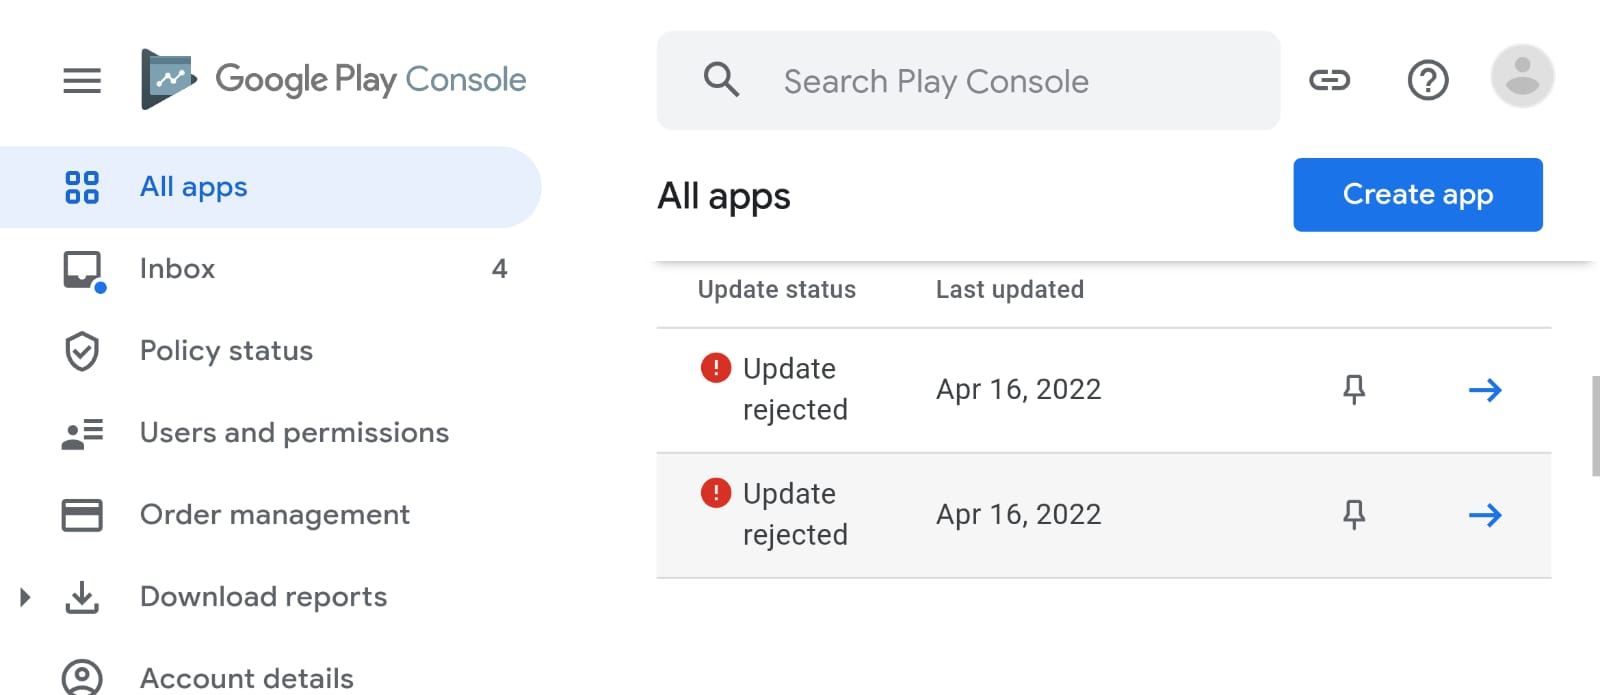 Google Play Console
Search Play Console
All apps
Inbox 4
Policy status
Users and permissions
Order management
Download reports
Account details
All apps
Create app
Update status Last updated
Update
rejected
Apr 16, 2022
Update
rejected
Apr 16, 2022